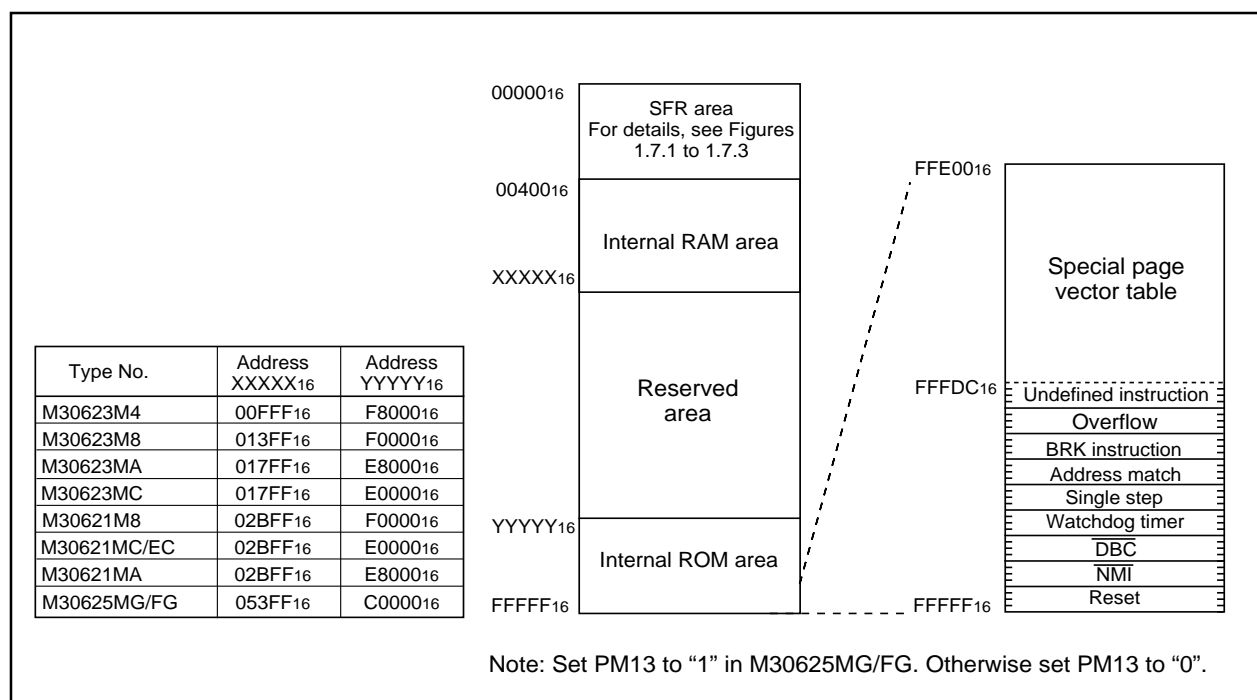 0000016
SFR area
For details, see Figures
1.7.1 to 1.7.3
0040016
Internal RAM area
XXXXX16
Reserved
area
YYYYY16
Internal ROM area
FFFFF16
FFE0016
Special page
vector table
FFFDC16
Undefined instruction
Overflow
BRK instruction
Address match
Single step
Watchdog timer
DBC
NMI
Reset
FFFFF16
Type No. Address XXXXX16 Address YYYYY16
M30623M4 00FFF16 F800016
M30623M8 013FF16 F000016
M30623MA 017FF16 E800016
M30623MC 017FF16 E000016
M30621M8 02BFF16 F000016
M30621MC/EC 02BFF16 E000016
M30621MA 02BFF16 E800016
M30625MG/FG 053FF16 C000016
Note: Set PM13 to “1” in M30625MG/FG. Otherwise set PM13 to “0”.